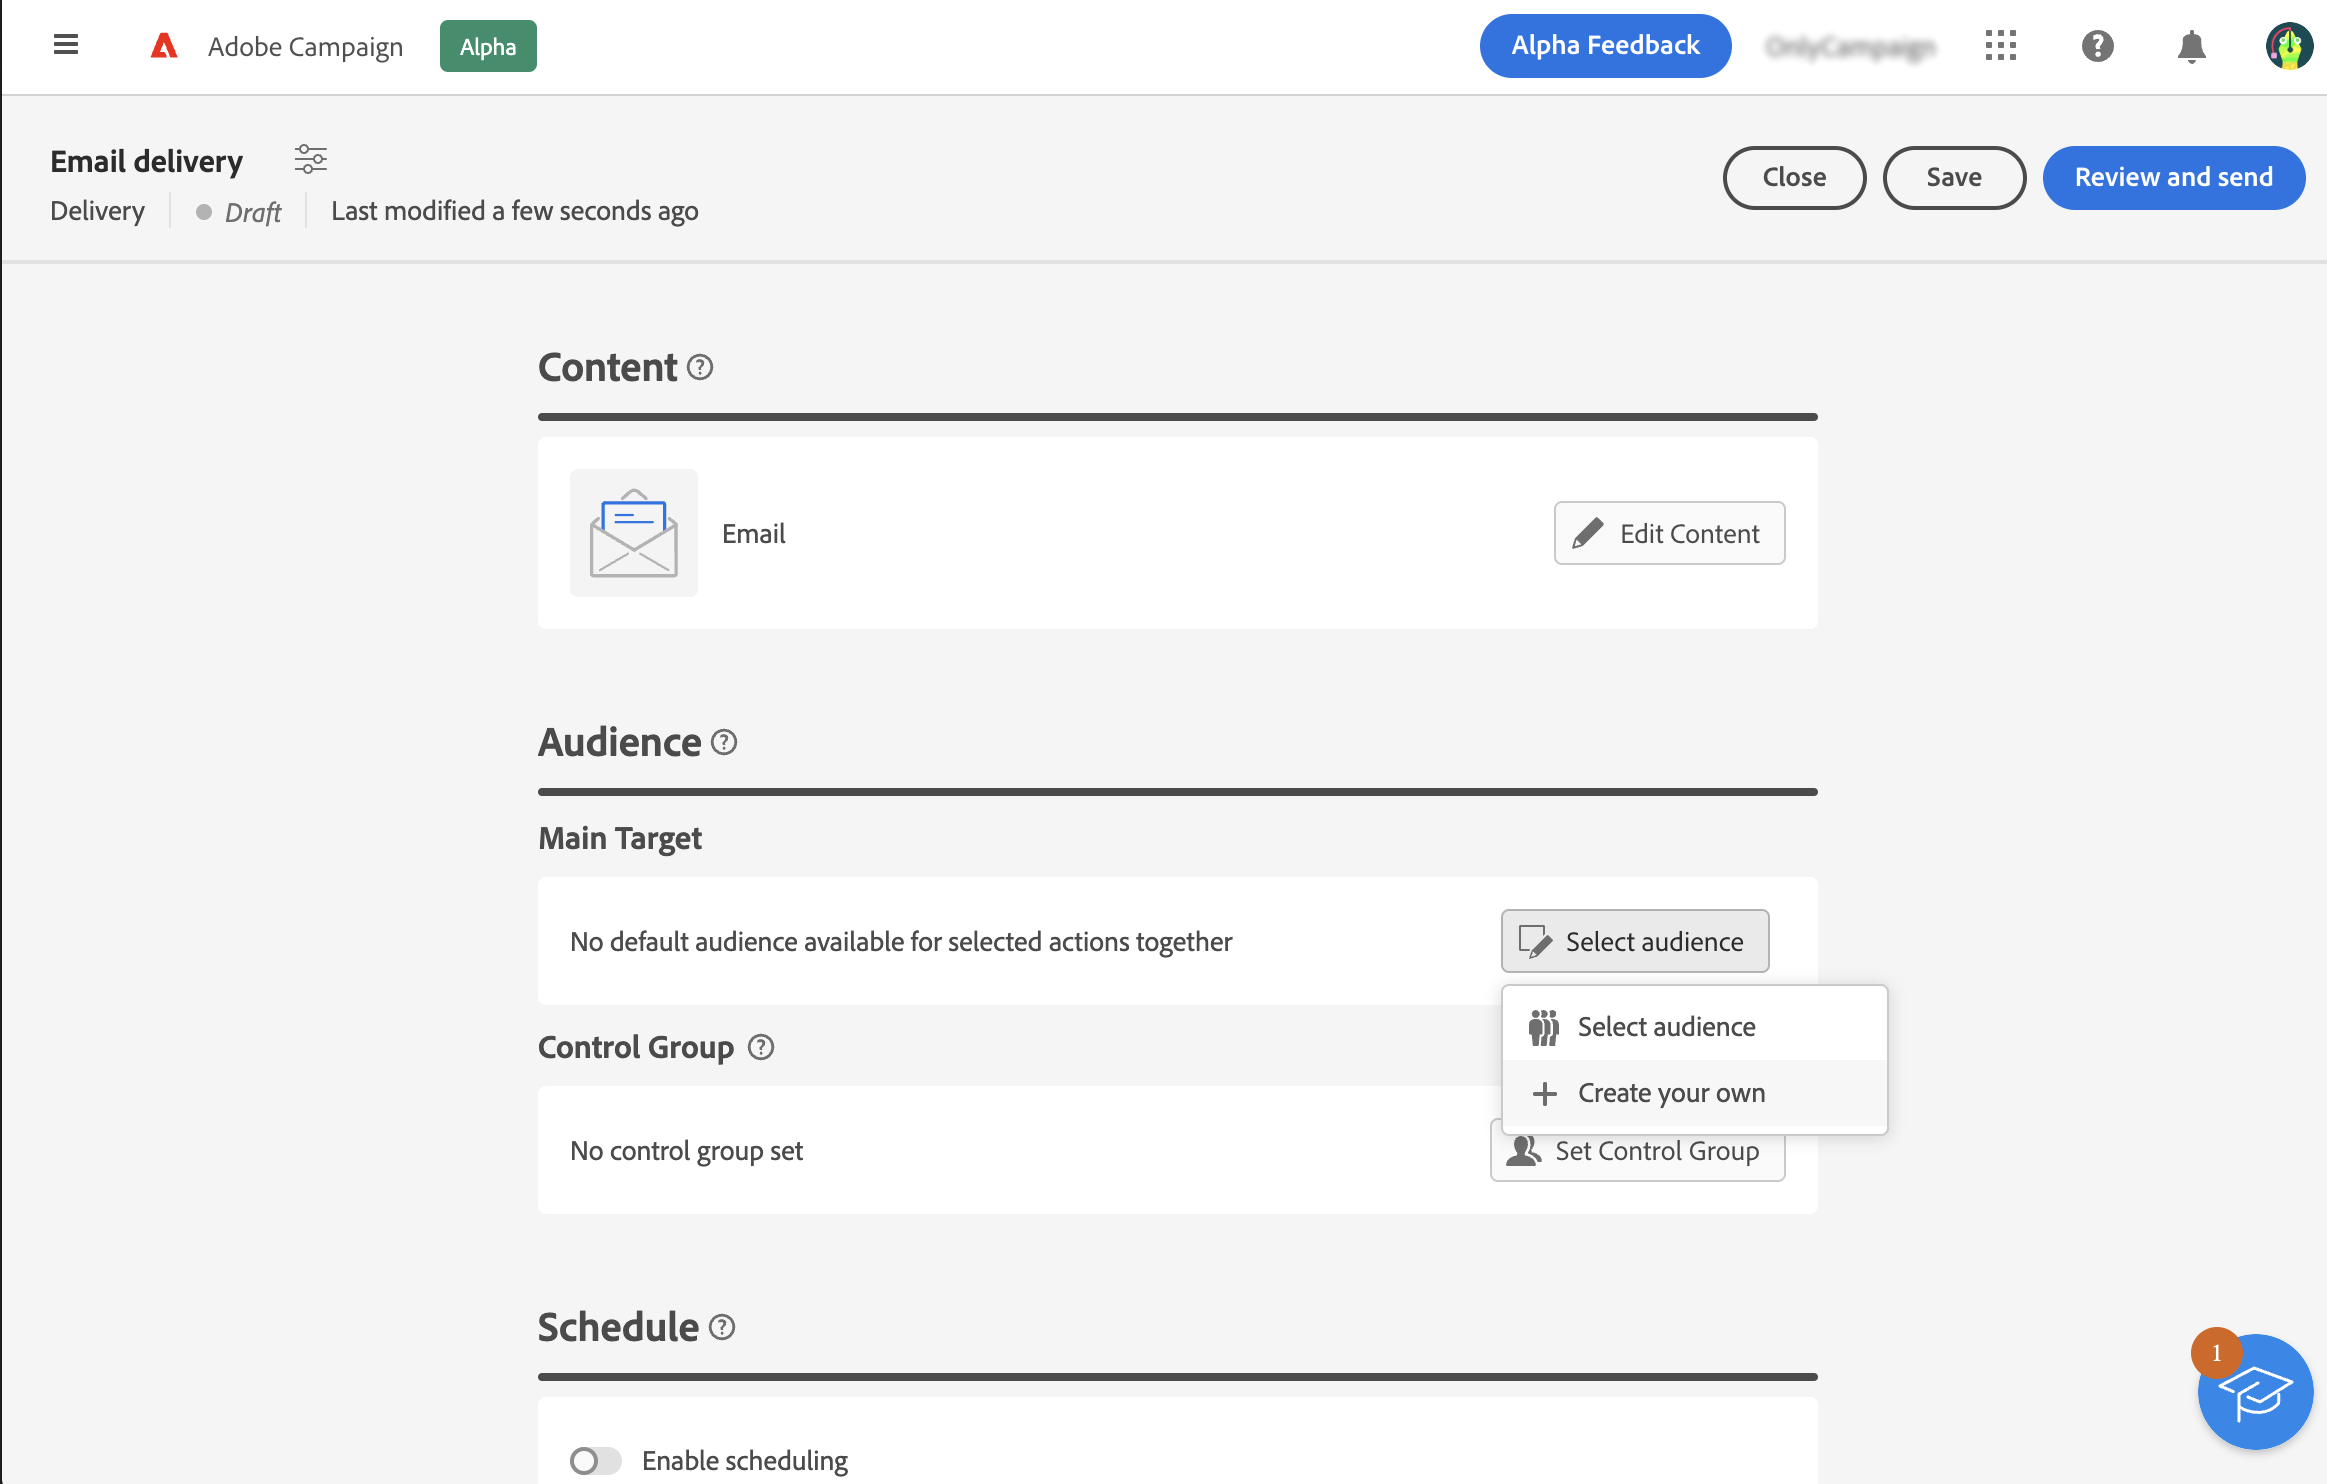 Adobe Campaign
Alpha
Alpha Feedback
Email delivery
Close
Save
Review and send
Delivery
Draft
Last modified a few seconds ago
Content
Email
Edit Content
Audience
Main Target
No default audience available for selected actions together
Select audience
Select audience
Create your own
Control Group
No control group set
Set Control Group
Schedule
1
Enable scheduling